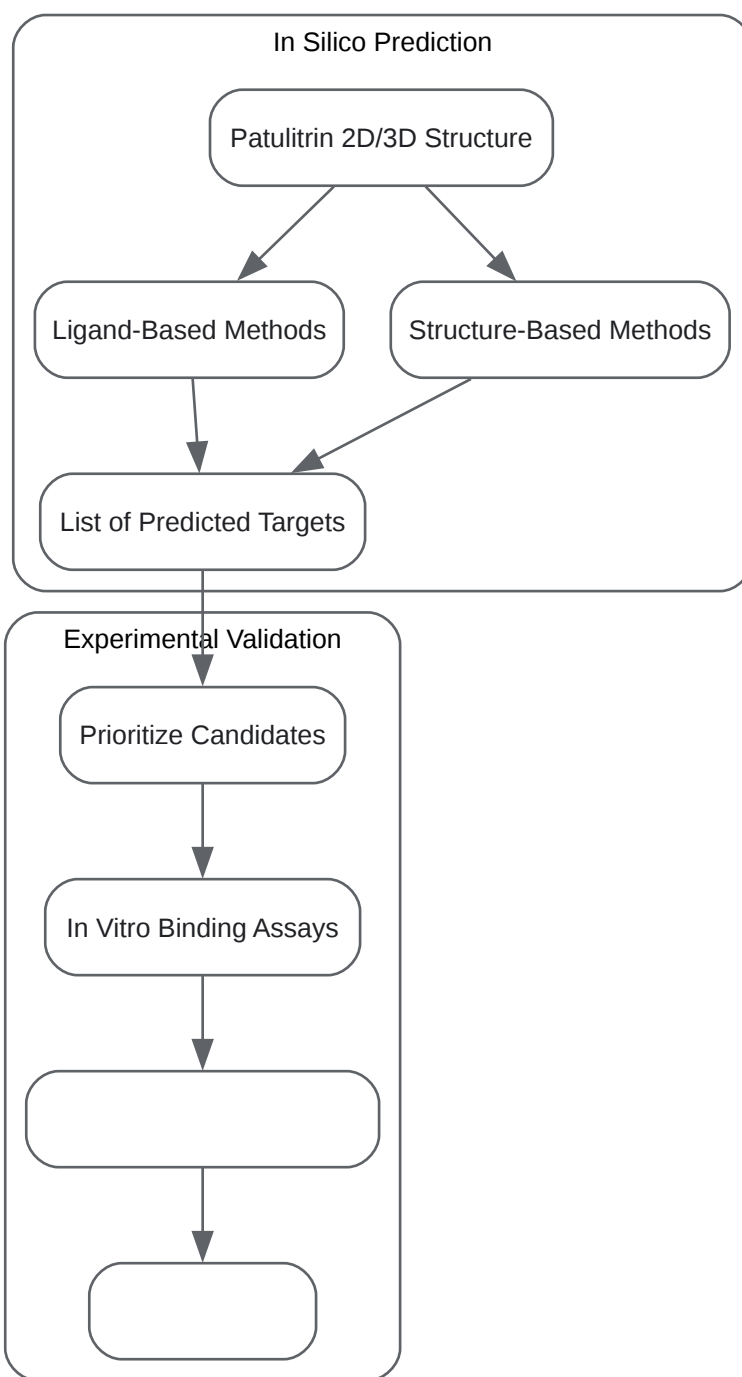 In Silico Prediction
Patulitrin 2D/3D Structure
Ligand-Based Methods
Structure-Based Methods
List of Predicted Targets
Experimental Validation
Prioritize Candidates
In Vitro Binding Assays